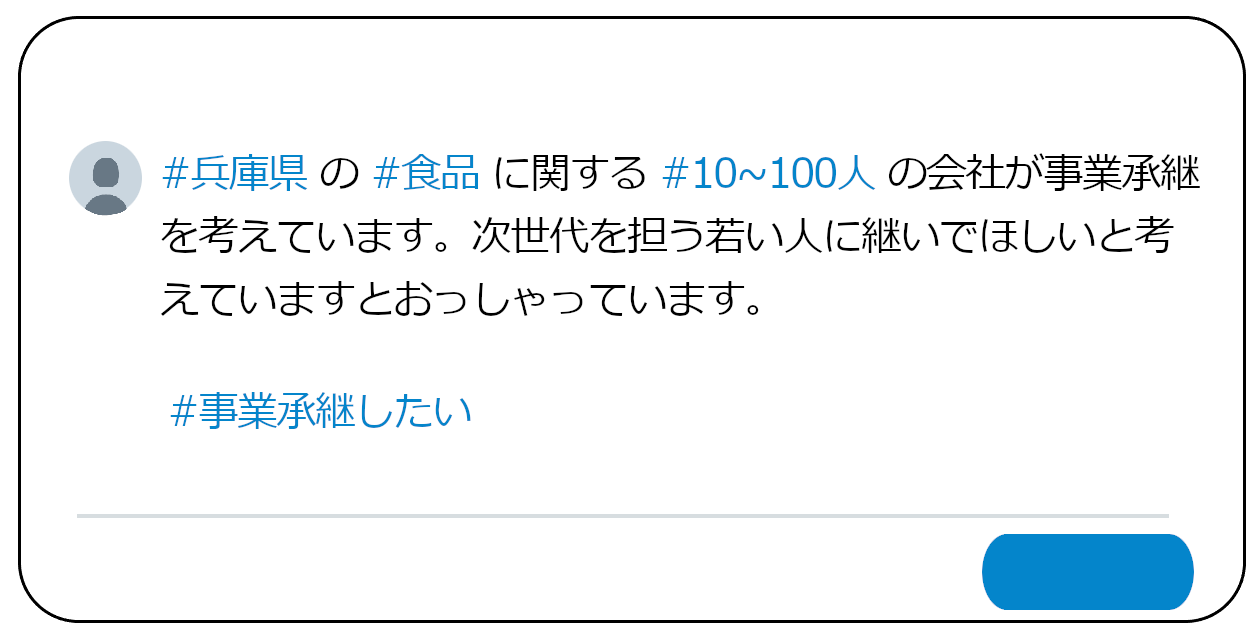 #兵庫県 の #食品 に関する #10~100人 の会社が事業承継
を考えています。次世代を担う若い人に継いでほしいと考
えていますとおっしゃっています。
#事業承継したい